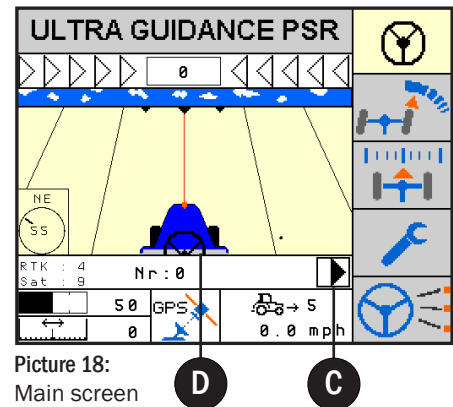 ULTRA GUIDANCE PSR
0
NE
55
RTK : 4
Sat : 9
Nr:0
50
GPS
5
0
0.0 mph
Picture 18:
Main screen
D
C